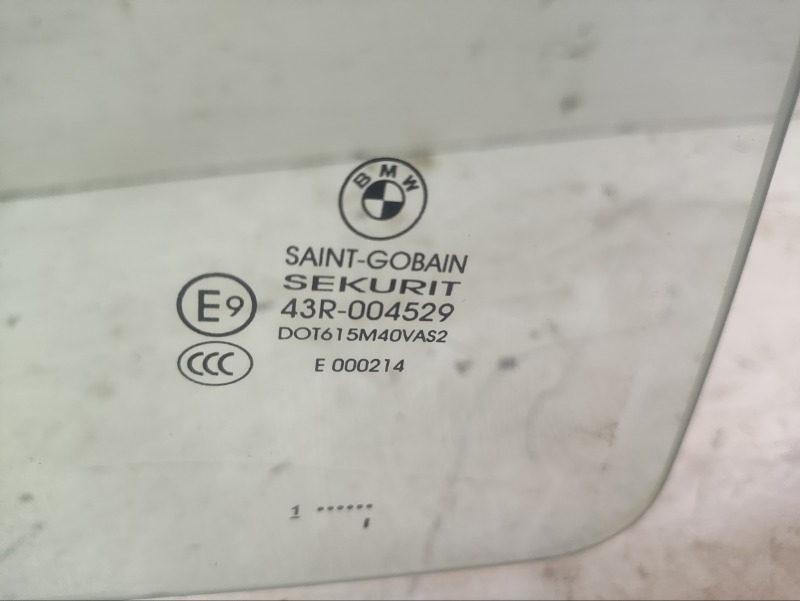 BMW
SAINT-GOBAIN
SEKURIT
E9 43R-004529
DOT615M40VAS2
CCC E 000214
1 ......